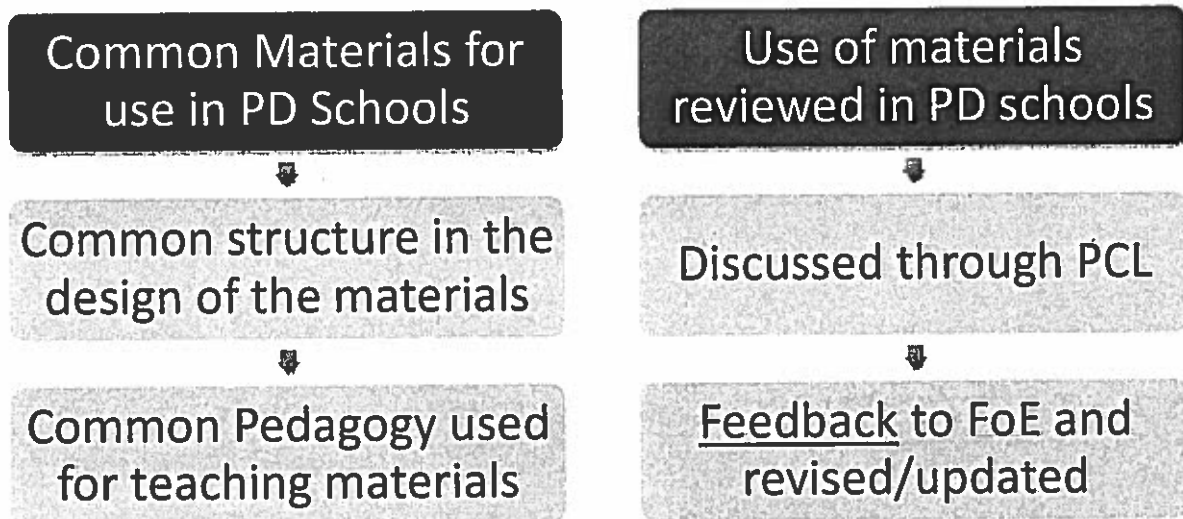 Common Materials for
use in PD Schools
Common structure in the
design of the materials
Common Pedagogy used
for teaching materials
Use of materials
reviewed in PD schools
Discussed through PCL
Feedback to FoE and
revised/updated